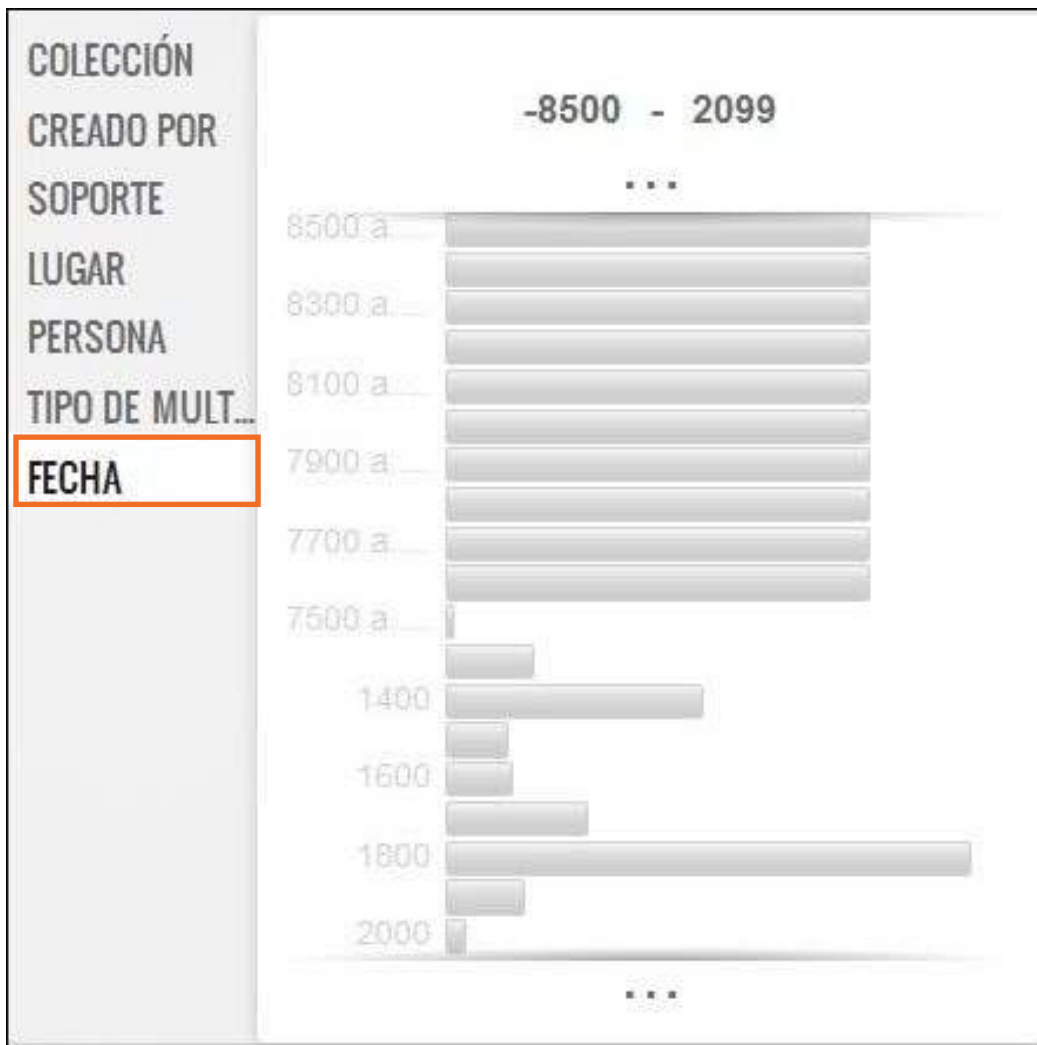 COLECCIÓN
CREADO POR
SOPORTE
LUGAR
PERSONA
TIPO DE MULT...
FECHA
-8500 - 2099
...
8500 a....
8300 a....
8100 a....
7900 a....
7700 a....
7500 a....
1400
1600
1800
2000
...